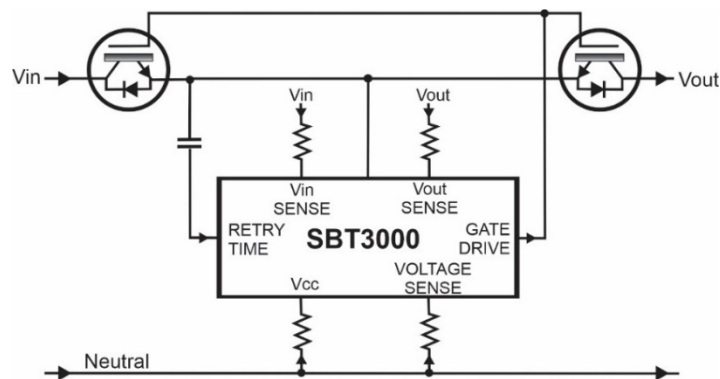 Vin
Vout
Vin
Vout
Vin
SENSE
Vout
SENSE
RETRY
TIME
SBT3000
GATE
DRIVE
Vcc
VOLTAGE
SENSE
Neutral